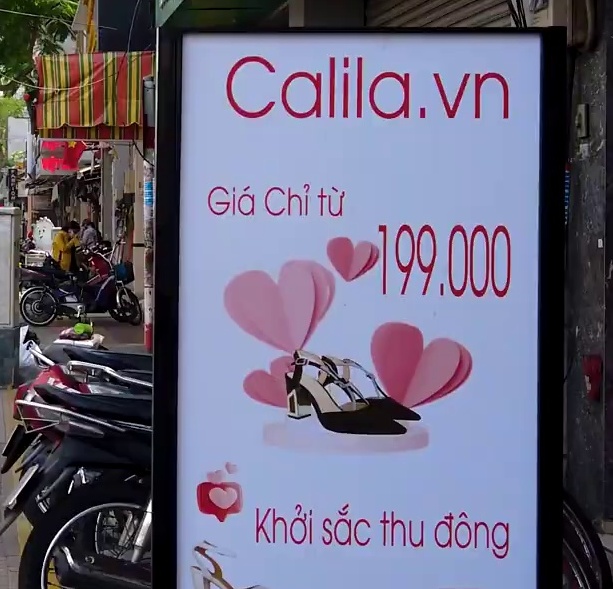 Calila.vn
Giá Chỉ từ
199.000
Khởi sắc thu đông